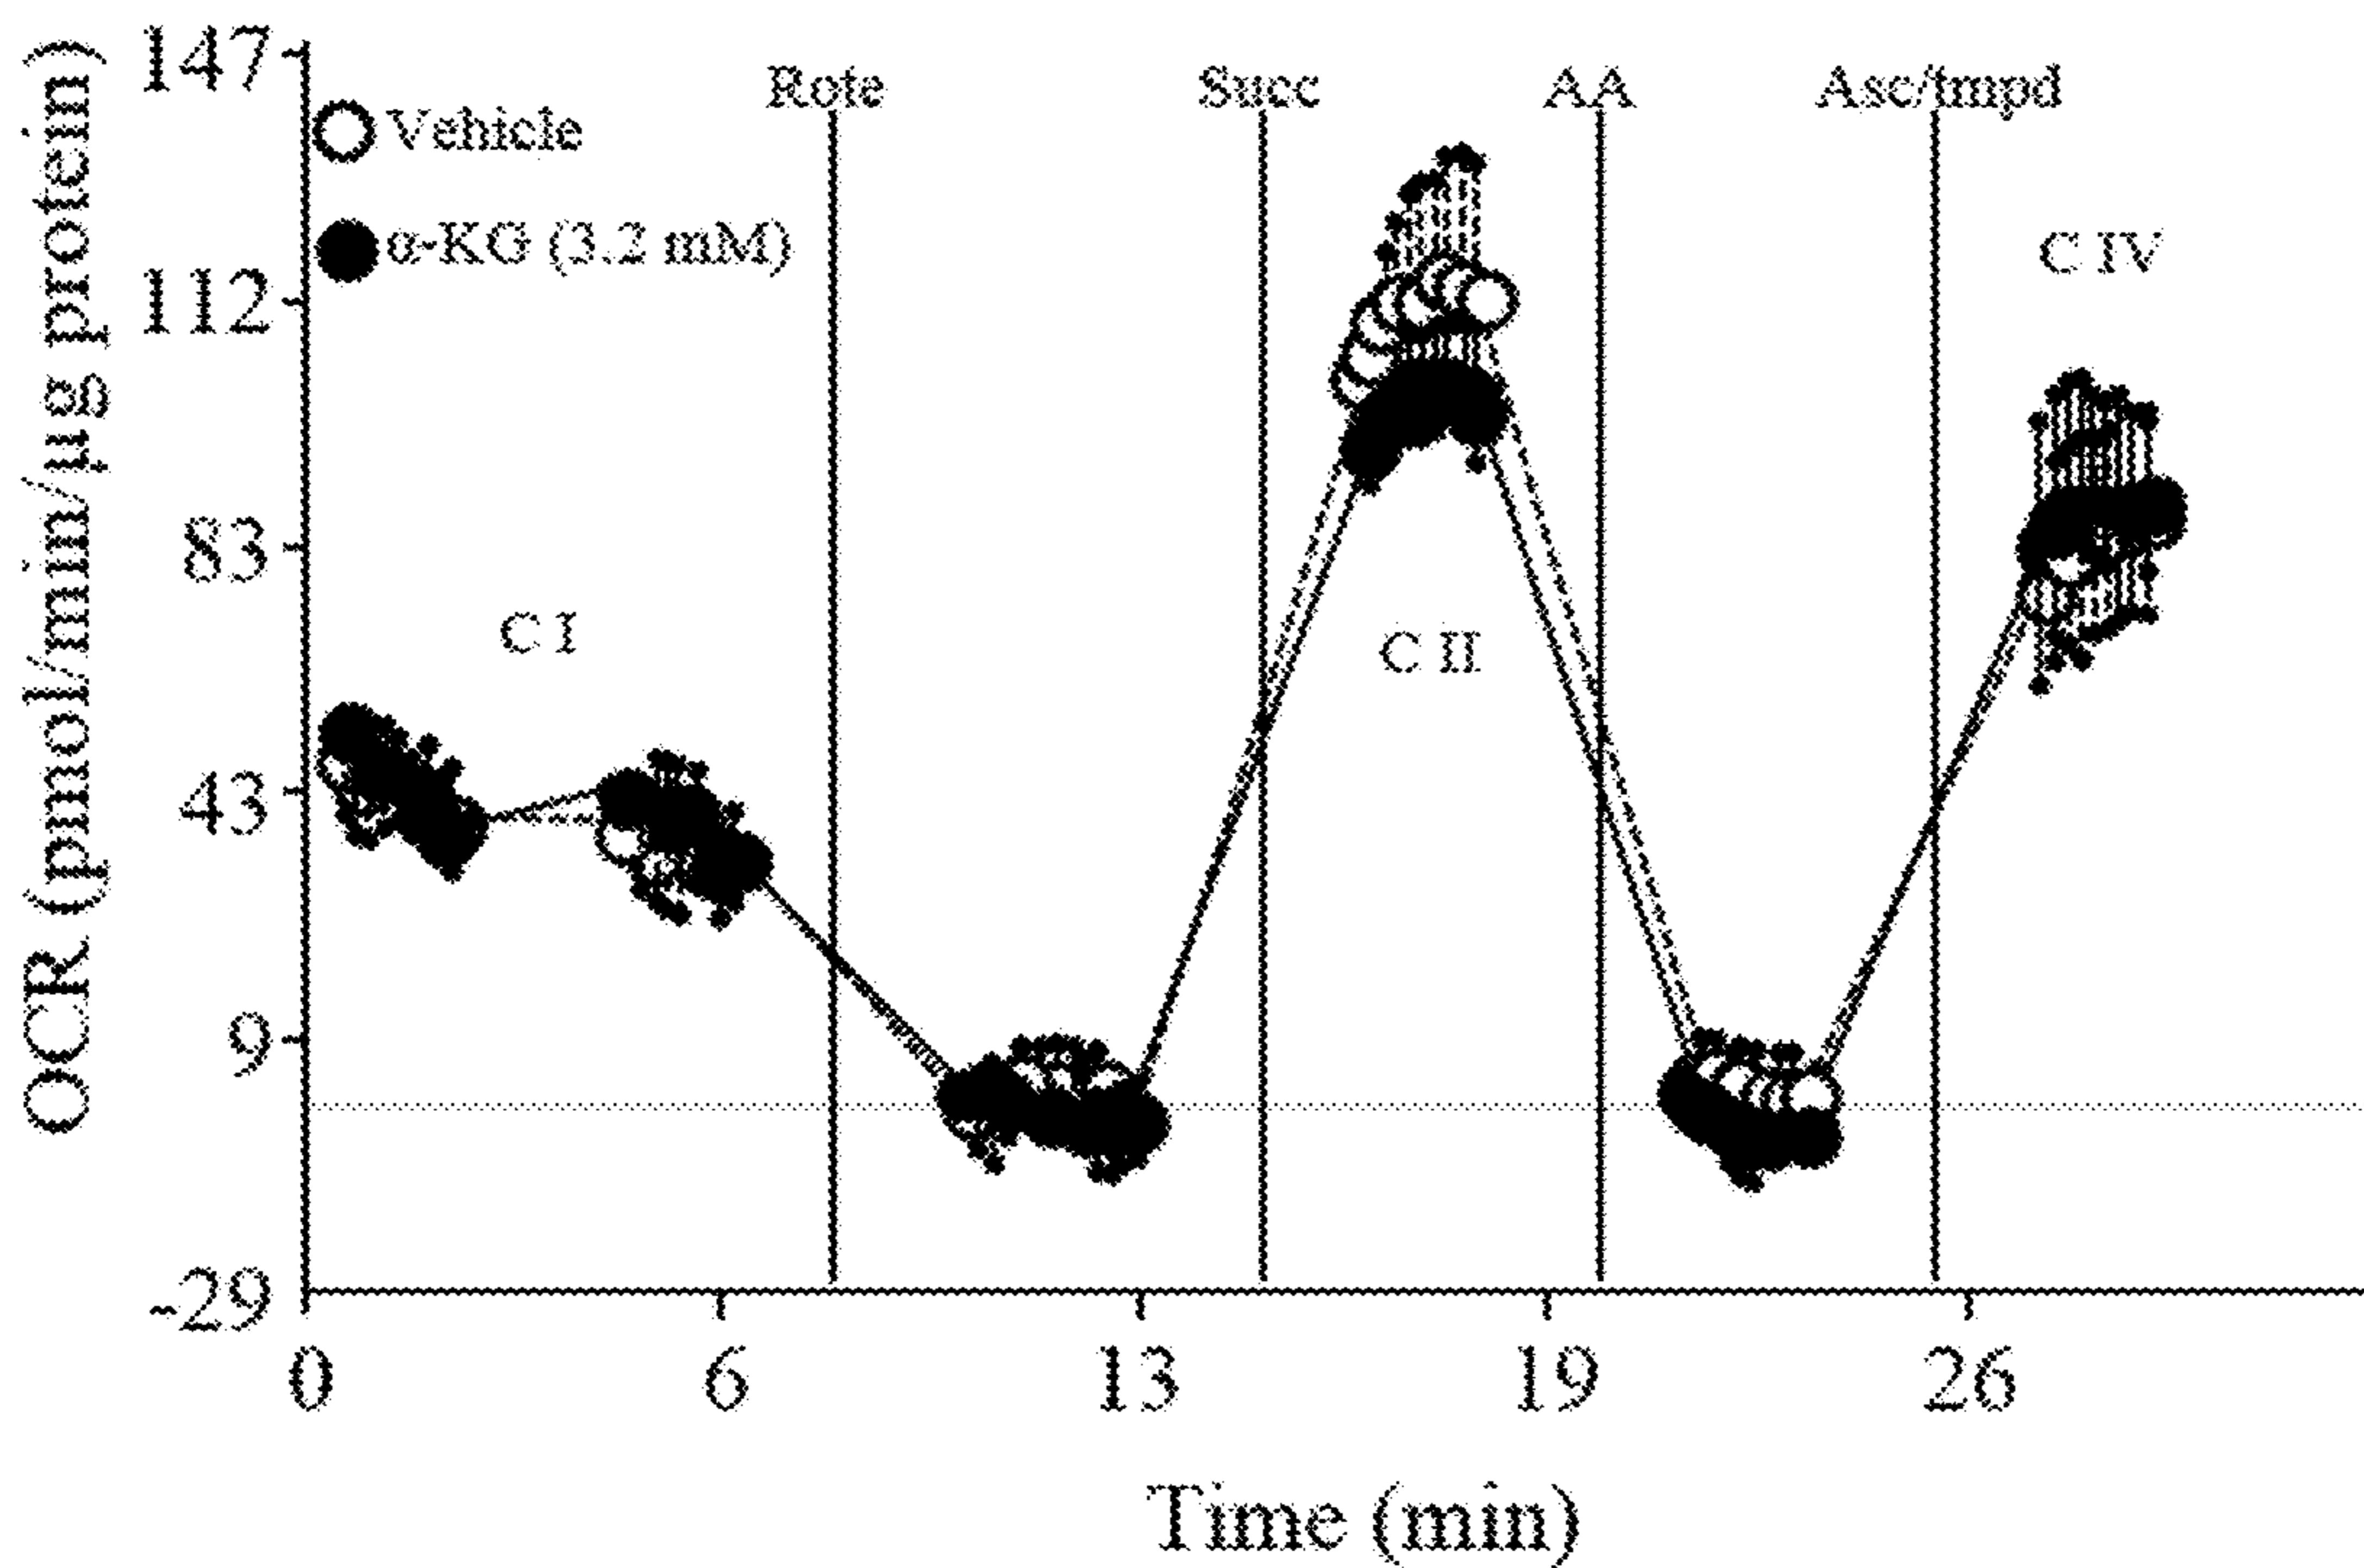 OCR (pmol/min/µg protein)
147
112
83
43
9
-29
Vehicle
α-KG (3.2 mM)
Rote
Succ
AA
Asc/tmpd
C I
C II
C IV
0
6
13
19
26
Time (min)